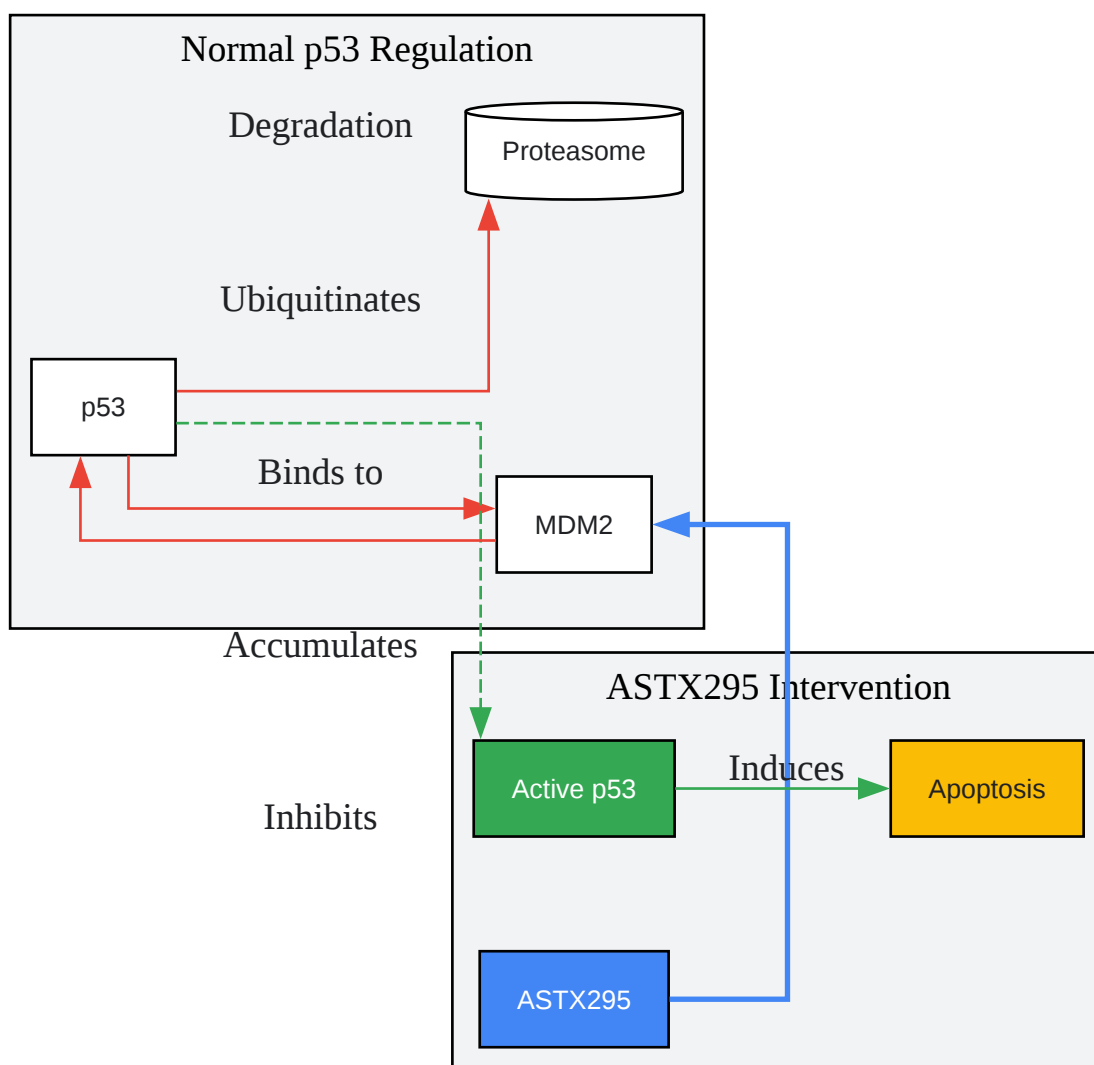 Normal p53 Regulation
Degradation
Proteasome
Ubiquitinates
p53
Binds to
MDM2
Accumulates
ASTX295 Intervention
Active p53
Induces
Apoptosis
Inhibits
ASTX295